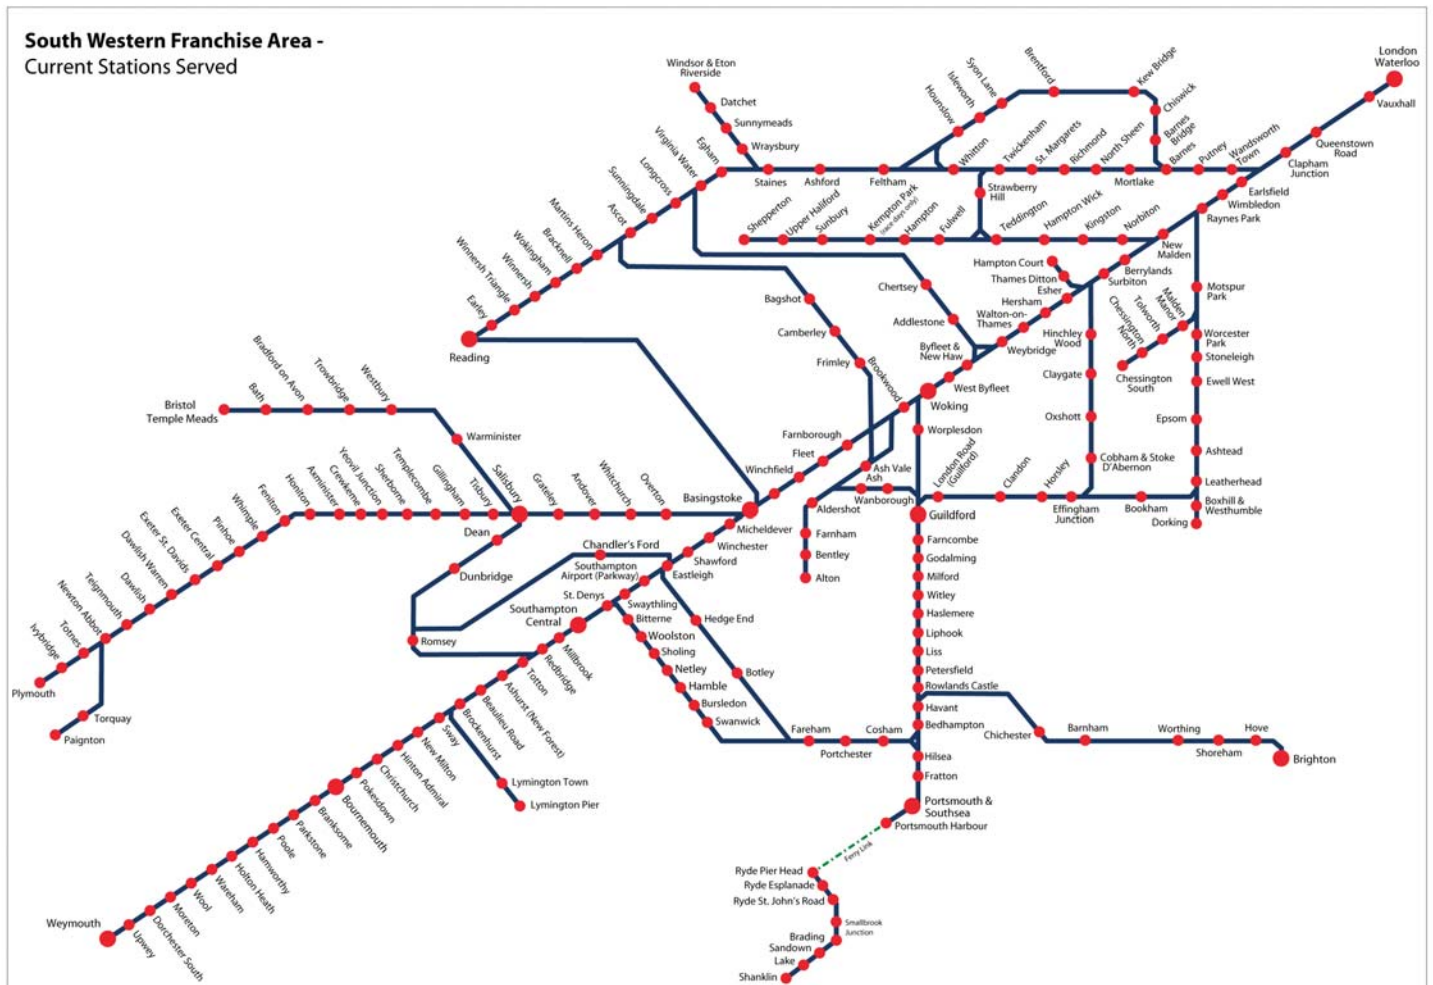 South Western Franchise Area -
Current Stations Served
London
Waterloo
Vauxhall
Queenstown
Road
Clapham
Junction
Earlsfield
Wimbledon
Raynes Park
New
Malden
Berrylands
Surbiton
Windsor & Eton
Riverside
Datchet
Sunnymeads
Wraysbury
Hounslow
Isleworth
Syon Lane
Brentford
Kew Bridge
Chiswick
Barnes
Bridge
Barnes
Putney
Wandsworth
Town
Staines
Ashford
Feltham
Whitton
Twickenham
St. Margarets
Richmond
North Sheen
Mortlake
Strawberry
Hill
Shepperton
Upper Haliford
Sunbury
Kempton Park
(race days only)
Hampton
Fulwell
Teddington
Hampton Wick
Kingston
Norbiton
Hampton Court
Thames Ditton
Esher
Hersham
Walton-on-
Thames
Weybridge
Byfleet &
New Haw
West Byfleet
Woking
Chertsey
Addlestone
Egham
Virginia Water
Longcross
Sunningdale
Ascot
Martins Heron
Bracknell
Wokingham
Winnersh
Winnersh Triangle
Earley
Reading
Bagshot
Camberley
Frimley
Brookwood
Farnborough
Fleet
Winchfield
Basingstoke
Ash Vale
Ash
Wanborough
Aldershot
Farnham
Bentley
Alton
Worplesdon
London Road
(Guilford)
Clandon
Horsley
Effingham
Junction
Bookham
Hinchley
Wood
Claygate
Oxshott
Cobham & Stoke
D'Abernon
Motspur
Park
Malden
Manor
Tolworth
Chessington
North
Chessington
South
Worcester
Park
Stoneleigh
Ewell West
Epsom
Ashtead
Leatherhead
Boxhill &
Westhumble
Dorking
Guildford
Farncombe
Godalming
Milford
Witley
Haslemere
Liphook
Liss
Petersfield
Rowlands Castle
Havant
Bedhampton
Hilsea
Fratton
Portsmouth &
Southsea
Portsmouth Harbour
Ferry Link
Ryde Pier Head
Ryde Esplanade
Ryde St. John's Road
Smallbrook
Junction
Brading
Sandown
Lake
Shanklin
Chichester
Barnham
Worthing
Shoreham
Hove
Brighton
Bristol
Temple Meads
Bath
Bradford on Avon
Trowbridge
Westbury
Warminister
Salisbury
Grateley
Andover
Whitchurch
Overton
Tisbury
Gillingham
Templecombe
Sherborne
Yeovil Junction
Crewkerne
Axminister
Honiton
Feniton
Whimple
Pinhoe
Exeter Central
Exeter St. Davids
Dawlish Warren
Dawlish
Teignmouth
Newton Abbot
Totnes
Ivybridge
Plymouth
Torquay
Paignton
Dean
Dunbridge
Romsey
Chandler's Ford
Micheldever
Winchester
Shawford
Eastleigh
Southampton
Airport (Parkway)
Swaythling
St. Denys
Southampton
Central
Millbrook
Redbridge
Totton
Ashurst (New Forest)
Beaulieu Road
Brockenhurst
Sway
New Milton
Hinton Admiral
Christchurch
Pokesdown
Bournemouth
Branksome
Parkstone
Poole
Hamworthy
Holton Heath
Wareham
Wool
Moreton
Dorchester South
Upwey
Weymouth
Lymington Town
Lymington Pier
Bitterne
Woolston
Sholing
Netley
Hamble
Bursledon
Swanwick
Hedge End
Botley
Fareham
Portchester
Cosham